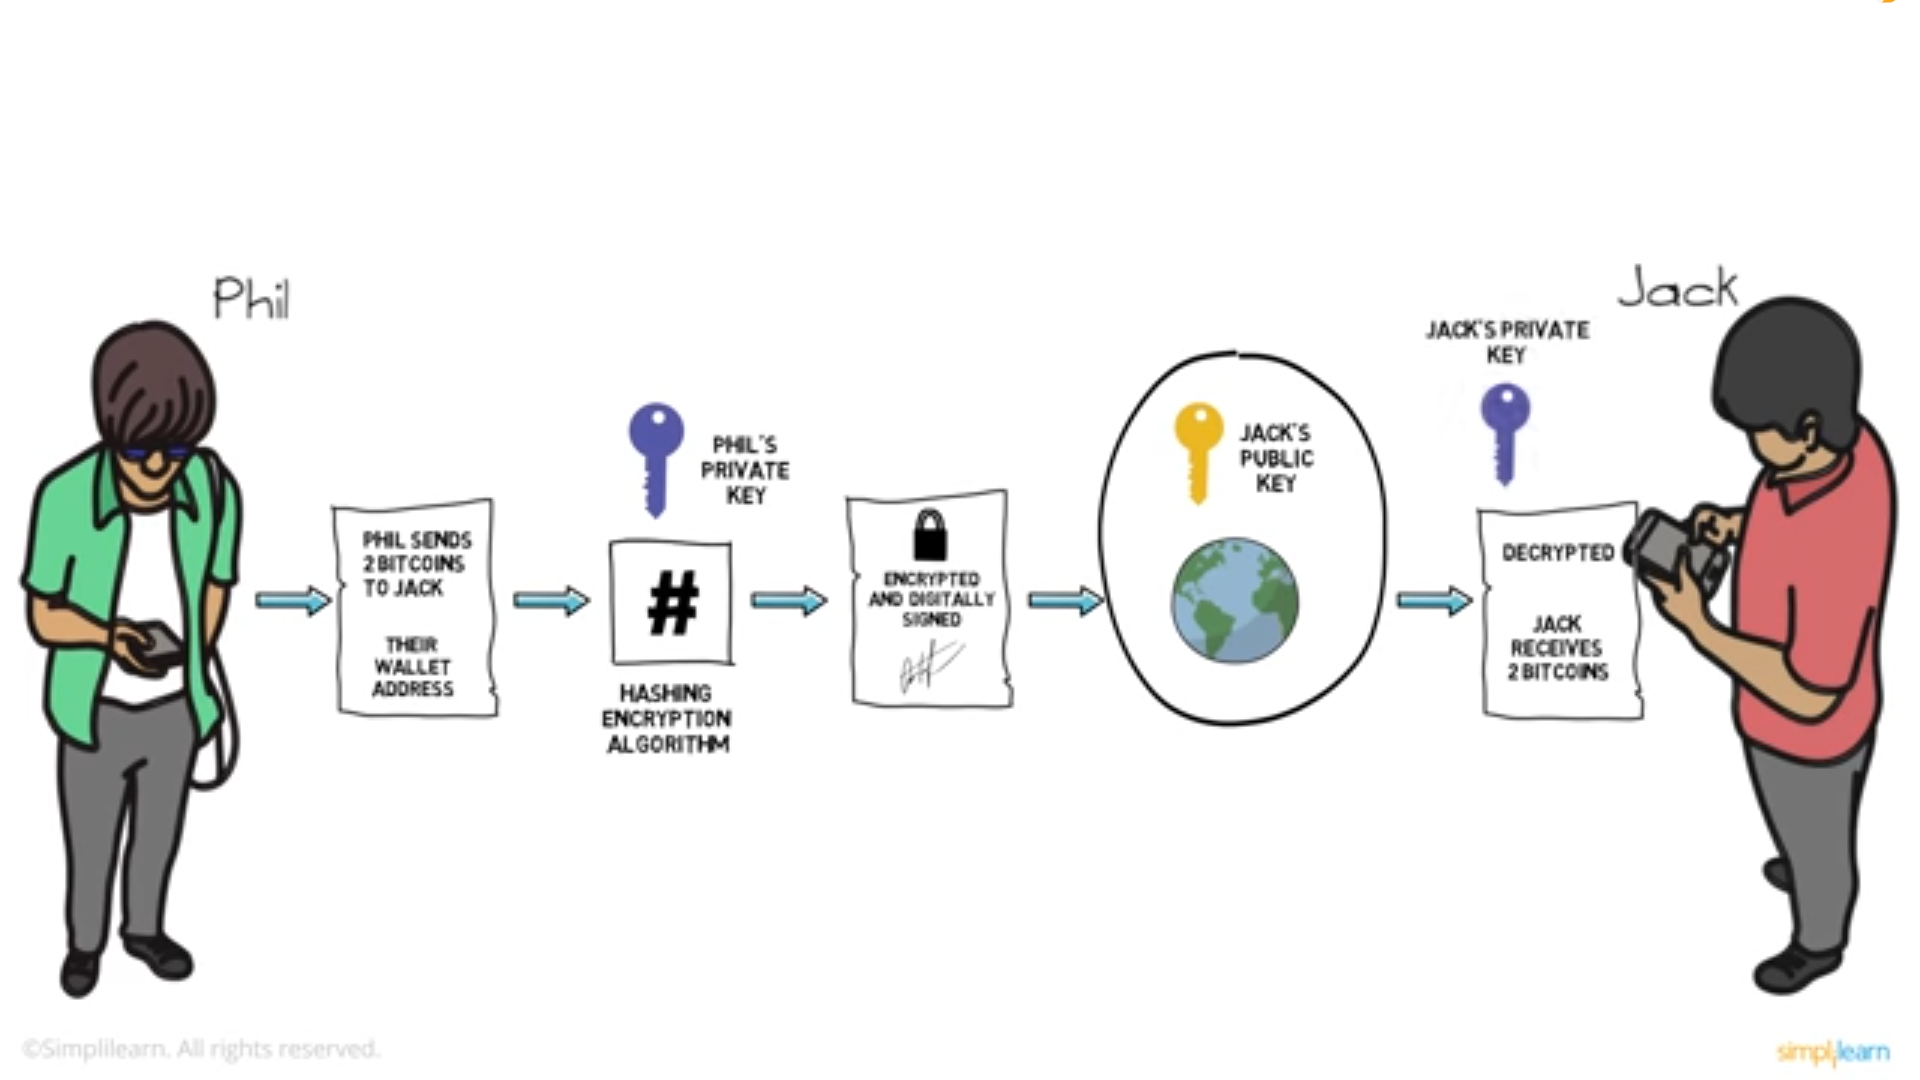 Phil
PHIL SENDS
2 BITCOINS
TO JACK
THEIR
WALLET
ADDRESS
PHIL'S
PRIVATE
KEY
#
HASHING
ENCRYPTION
ALGORITHM
ENCRYPTED
AND DIGITALLY
SIGNED
JACK'S
PUBLIC
KEY
Jack
JACK'S PRIVATE
KEY
DECRYPTED
JACK
RECEIVES
2 BITCOINS
©Simplilearn. All rights reserved.
simplilearn